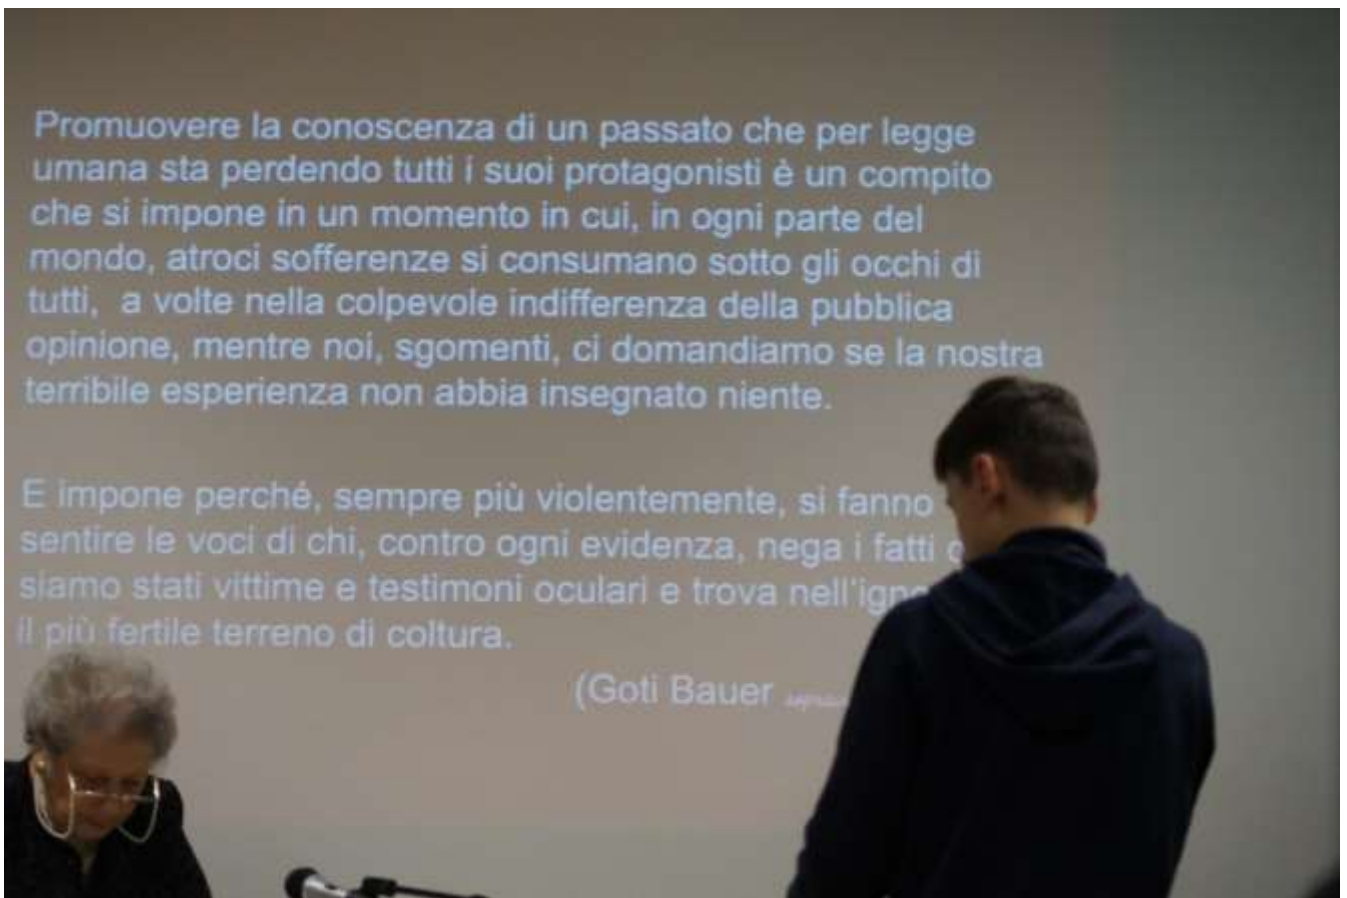 Promuovere la conoscenza di un passato che per legge
umana sta perdendo tutti i suoi protagonisti è un compito
che si impone in un momento in cui, in ogni parte del
mondo, atroci sofferenze si consumano sotto gli occhi di
tutti, a volte nella colpevole indifferenza della pubblica
opinione, mentre noi, sgomenti, ci domandiamo se la nostra
terribile esperienza non abbia insegnato niente.
E impone perché, sempre più violentemente, si fanno
sentire le voci di chi, contro ogni evidenza, nega i fatti
siamo stati vittime e testimoni oculari e trova
il più fertile terreno di coltura.
(Goti Bauer